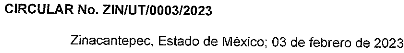 CIRCULAR No. ZIN/UT/0003/2023
Zinacantepec, Estado de México; 03 de febrero de 2023